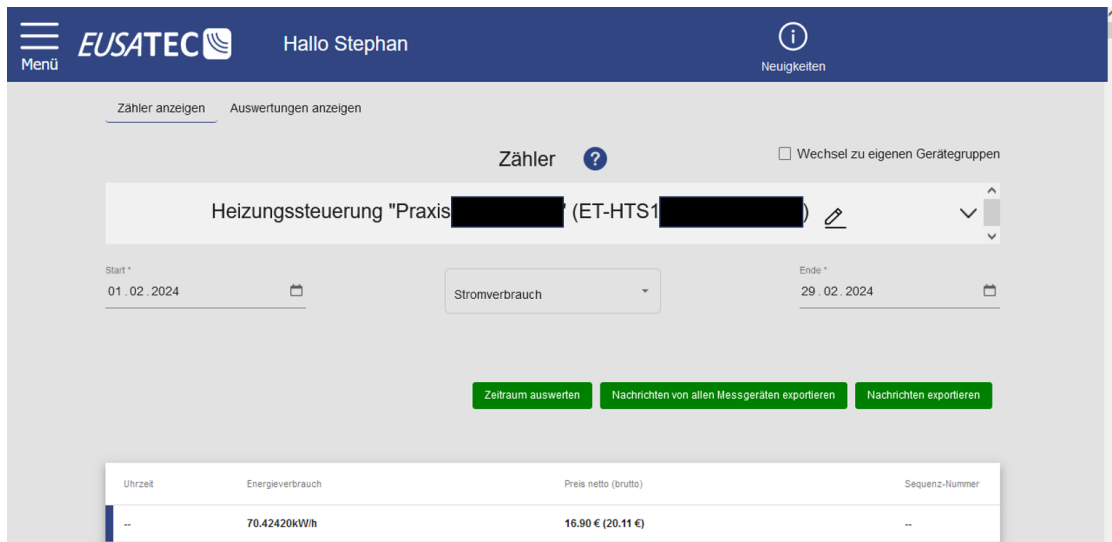 Menü
EUSATEC
Hallo Stephan
Neuigkeiten
Zähler anzeigen
Auswertungen anzeigen
Zähler ?
Wechsel zu eigenen Gerätegruppen
Heizungssteuerung "Praxis ' (ET-HTS1 )
Start *
01.02.2024
Stromverbrauch
Ende *
29.02.2024
Zeitraum auswerten
Nachrichten von allen Messgeräten exportieren
Nachrichten exportieren
Uhrzeit Energieverbrauch Preis netto (brutto) Sequenz-Nummer
-- 70.42420kW/h 16.90 € (20.11 €) --